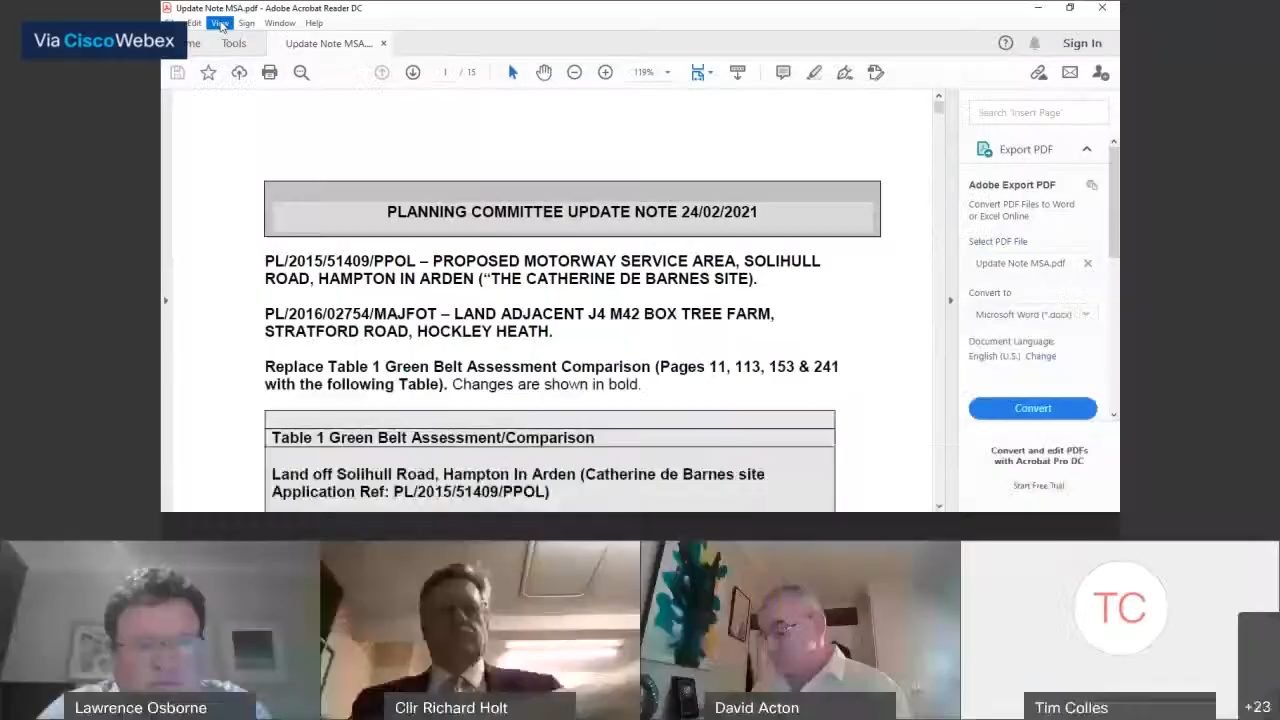 Update Note MSA.pdf - Adobe Acrobat Reader DC
Edit View Sign Window Help
Via Cisco Webex
Tools Update Note MSA... × Sign In
1 / 15 119%
Search 'Insert Page'
Export PDF
Adobe Export PDF
Convert PDF Files to Word
or Excel Online
Select PDF File
Update Note MSA.pdf ×
Convert to
Microsoft Word (*.docx)
Document Language:
English (U.S.) Change
Convert
Convert and edit PDFs
with Acrobat Pro DC
Start Free Trial
PLANNING COMMITTEE UPDATE NOTE 24/02/2021
PL/2015/51409/PPOL – PROPOSED MOTORWAY SERVICE AREA, SOLIHULL
ROAD, HAMPTON IN ARDEN (“THE CATHERINE DE BARNES SITE).
PL/2016/02754/MAJFOT – LAND ADJACENT J4 M42 BOX TREE FARM,
STRATFORD ROAD, HOCKLEY HEATH.
Replace Table 1 Green Belt Assessment Comparison (Pages 11, 113, 153 & 241
with the following Table). Changes are shown in bold.
Table 1 Green Belt Assessment/Comparison
Land off Solihull Road, Hampton In Arden (Catherine de Barnes site
Application Ref: PL/2015/51409/PPOL)
TC
Lawrence Osborne
Cllr Richard Holt
David Acton
Tim Colles
+23